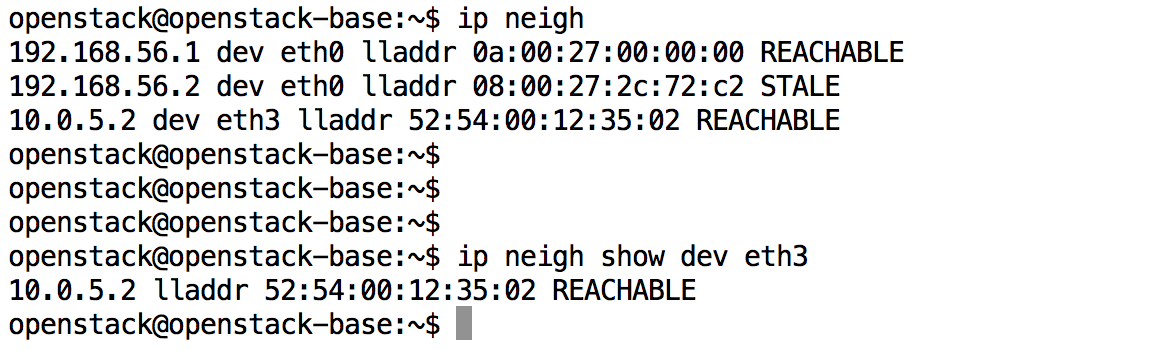 openstack@openstack-base:~$ ip neigh
192.168.56.1 dev eth0 lladdr 0a:00:27:00:00:00 REACHABLE
192.168.56.2 dev eth0 lladdr 08:00:27:2c:72:c2 STALE
10.0.5.2 dev eth3 lladdr 52:54:00:12:35:02 REACHABLE
openstack@openstack-base:~$
openstack@openstack-base:~$
openstack@openstack-base:~$
openstack@openstack-base:~$ ip neigh show dev eth3
10.0.5.2 lladdr 52:54:00:12:35:02 REACHABLE
openstack@openstack-base:~$